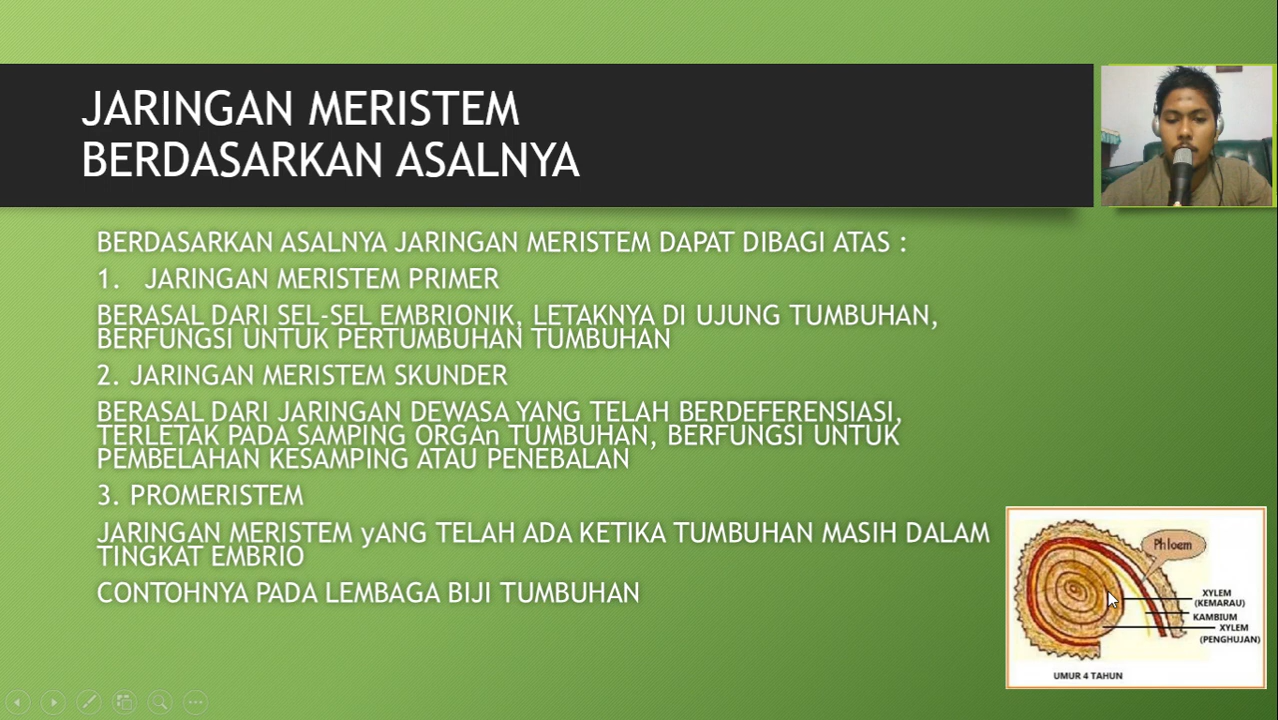 JARINGAN MERISTEM
BERDASARKAN ASALNYA
BERDASARKAN ASALNYA JARINGAN MERISTEM DAPAT DIBAGI ATAS :
1. JARINGAN MERISTEM PRIMER
BERASAL DARI SEL-SEL EMBRIONIK, LETAKNYA DI UJUNG TUMBUHAN,
BERFUNGSI UNTUK PERTUMBUHAN TUMBUHAN
2. JARINGAN MERISTEM SKUNDER
BERASAL DARI JARINGAN DEWASA YANG TELAH BERDEFERENSIASI,
TERLETAK PADA SAMPING ORGAn TUMBUHAN, BERFUNGSI UNTUK
PEMBELAHAN KESAMPING ATAU PENEBALAN
3. PROMERISTEM
JARINGAN MERISTEM yANG TELAH ADA KETIKA TUMBUHAN MASIH DALAM
TINGKAT EMBRIO
CONTOHNYA PADA LEMBAGA BIJI TUMBUHAN
Phloem
XYLEM
(KEMARAU)
KAMBIUM
XYLEM
(PENGHUJAN)
UMUR 4 TAHUN